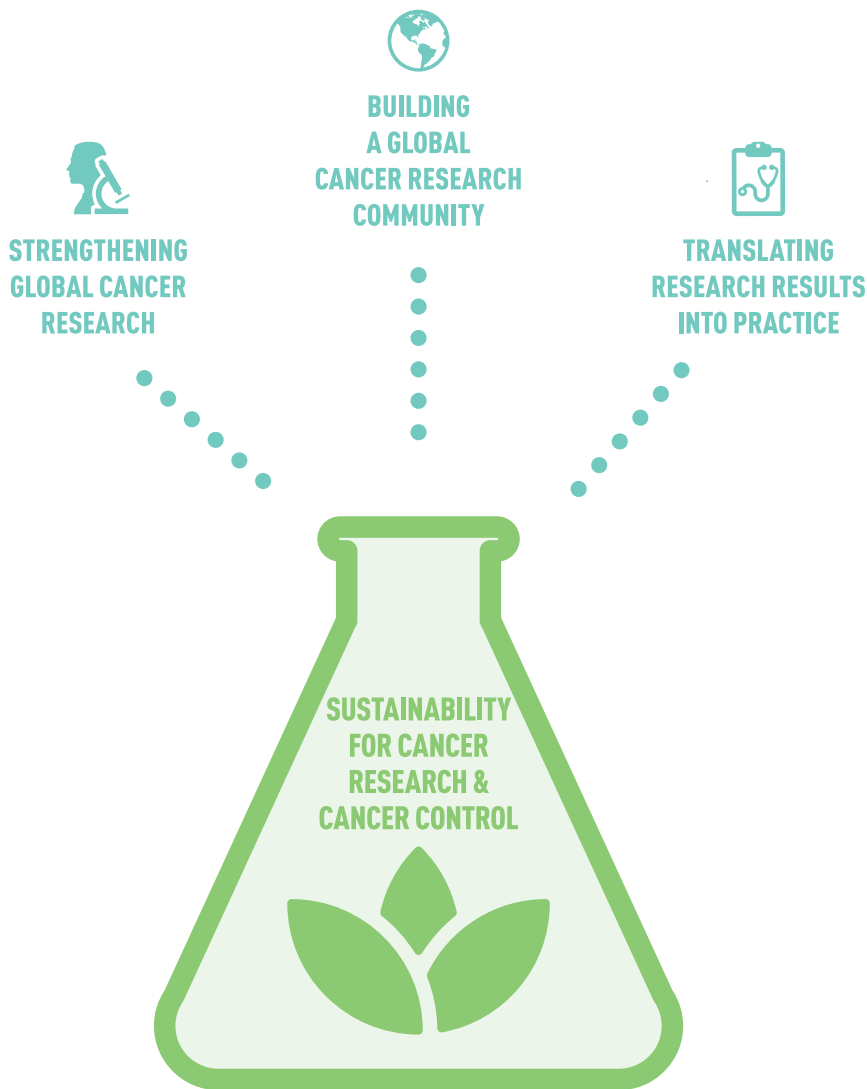 BUILDING
A GLOBAL
CANCER RESEARCH
COMMUNITY
STRENGTHENING
GLOBAL CANCER
RESEARCH
TRANSLATING
RESEARCH RESULTS
INTO PRACTICE
SUSTAINABILITY
FOR CANCER
RESEARCH &
CANCER CONTROL